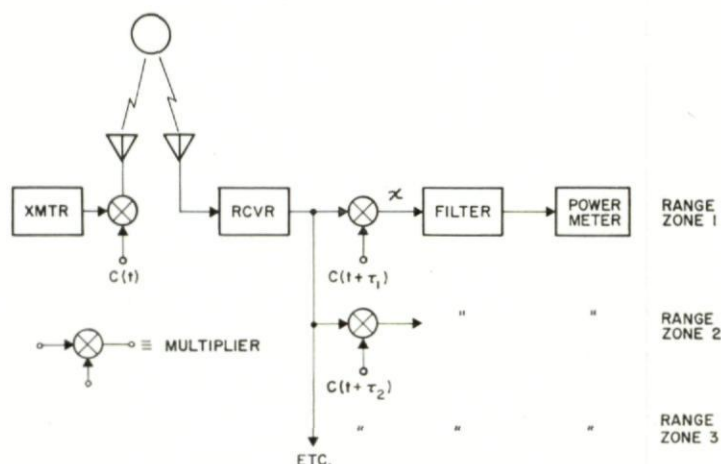 XMTR
RCVR
x
FILTER
POWER
METER
RANGE
ZONE 1
C(t)
C(t + τ₁)
≡ MULTIPLIER
C(t + τ₂)
" "
RANGE
ZONE 2
" " "
RANGE
ZONE 3
ETC.